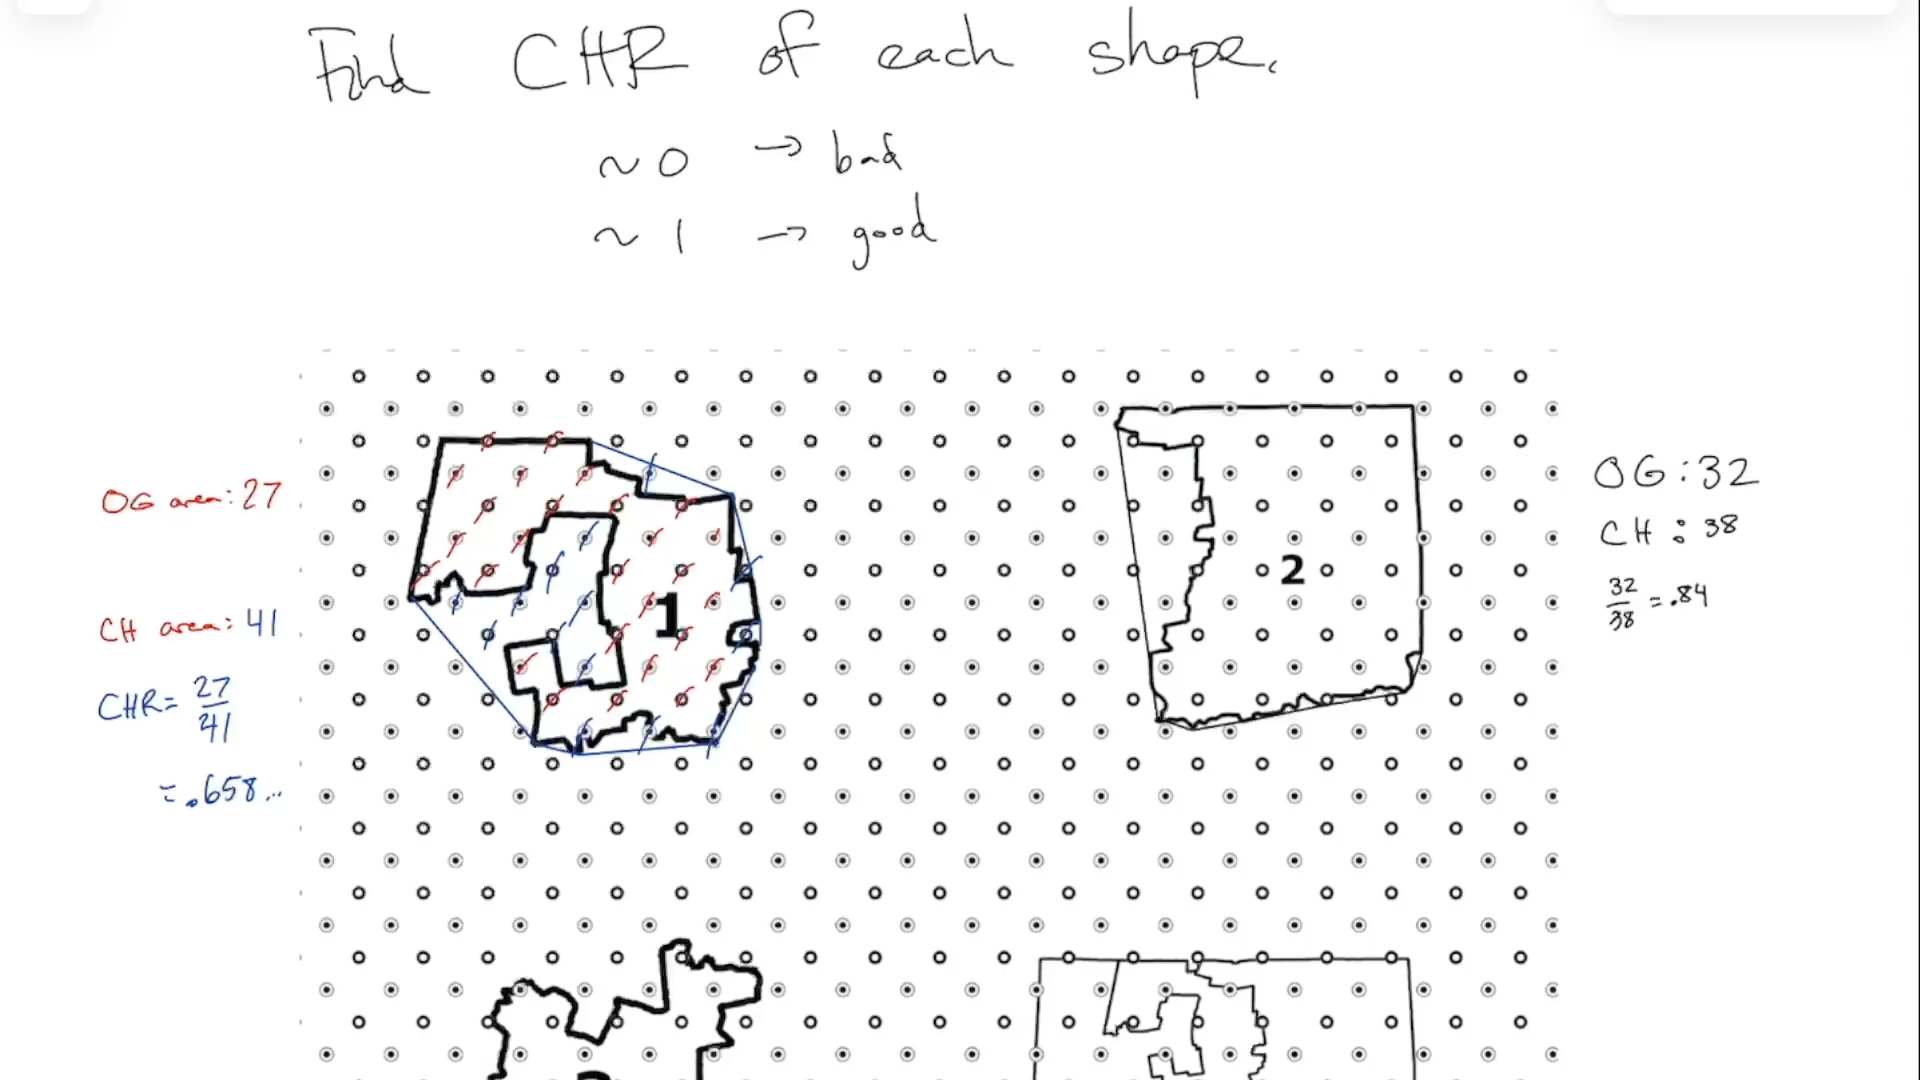 Find CHR of each shape.
~ 0 → bad
~ 1 → good
OG area: 27
CH area: 41
CHR = 27/41
= .658...
1
2
OG: 32
CH: 38
32/38 = .84